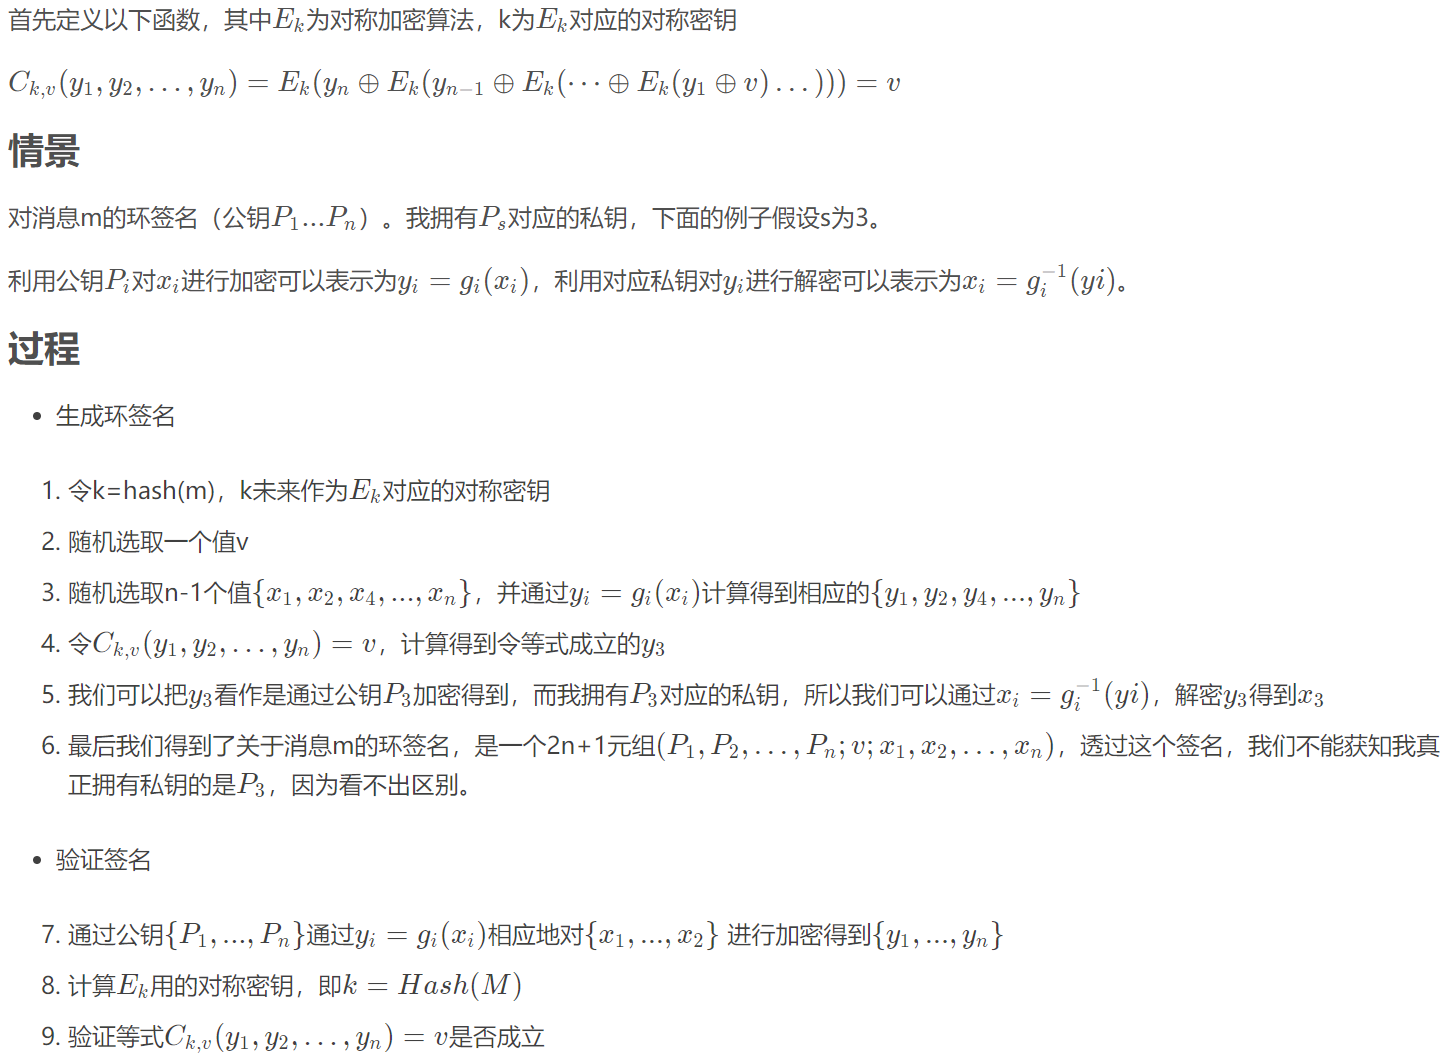 首先定义以下函数，其中$E_k$为对称加密算法，k为$E_k$对应的对称密钥
$C_{k,v}(y_1, y_2, \ldots, y_n) = E_k(y_n \oplus E_k(y_{n-1} \oplus E_k(\cdots \oplus E_k(y_1 \oplus v) \ldots))) = v$
情景
对消息m的环签名（公钥$P_1 ... P_n$）。我拥有$P_s$对应的私钥，下面的例子假设s为3。
利用公钥$P_i$对$x_i$进行加密可以表示为$y_i = g_i(x_i)$，利用对应私钥对$y_i$进行解密可以表示为$x_i = g_i^{-1}(yi)$。
过程
• 生成环签名
1. 令k=hash(m)，k未来作为$E_k$对应的对称密钥
2. 随机选取一个值v
3. 随机选取n-1个值$\{x_1, x_2, x_4, ..., x_n\}$，并通过$y_i = g_i(x_i)$计算得到相应的$\{y_1, y_2, y_4, ..., y_n\}$
4. 令$C_{k,v}(y_1, y_2, \ldots, y_n) = v$，计算得到令等式成立的$y_3$
5. 我们可以把$y_3$看作是通过公钥$P_3$加密得到，而我拥有$P_3$对应的私钥，所以我们可以通过$x_i = g_i^{-1}(yi)$，解密$y_3$得到$x_3$
6. 最后我们得到了关于消息m的环签名，是一个2n+1元组$(P_1, P_2, \ldots, P_n; v; x_1, x_2, \ldots, x_n)$，透过这个签名，我们不能获知我真
正拥有私钥的是$P_3$，因为看不出区别。
• 验证签名
7. 通过公钥$\{P_1, ..., P_n\}$通过$y_i = g_i(x_i)$相应地对$\{x_1, ..., x_2\}$ 进行加密得到$\{y_1, ..., y_n\}$
8. 计算$E_k$用的对称密钥，即$k = Hash(M)$
9. 验证等式$C_{k,v}(y_1, y_2, \ldots, y_n) = v$是否成立